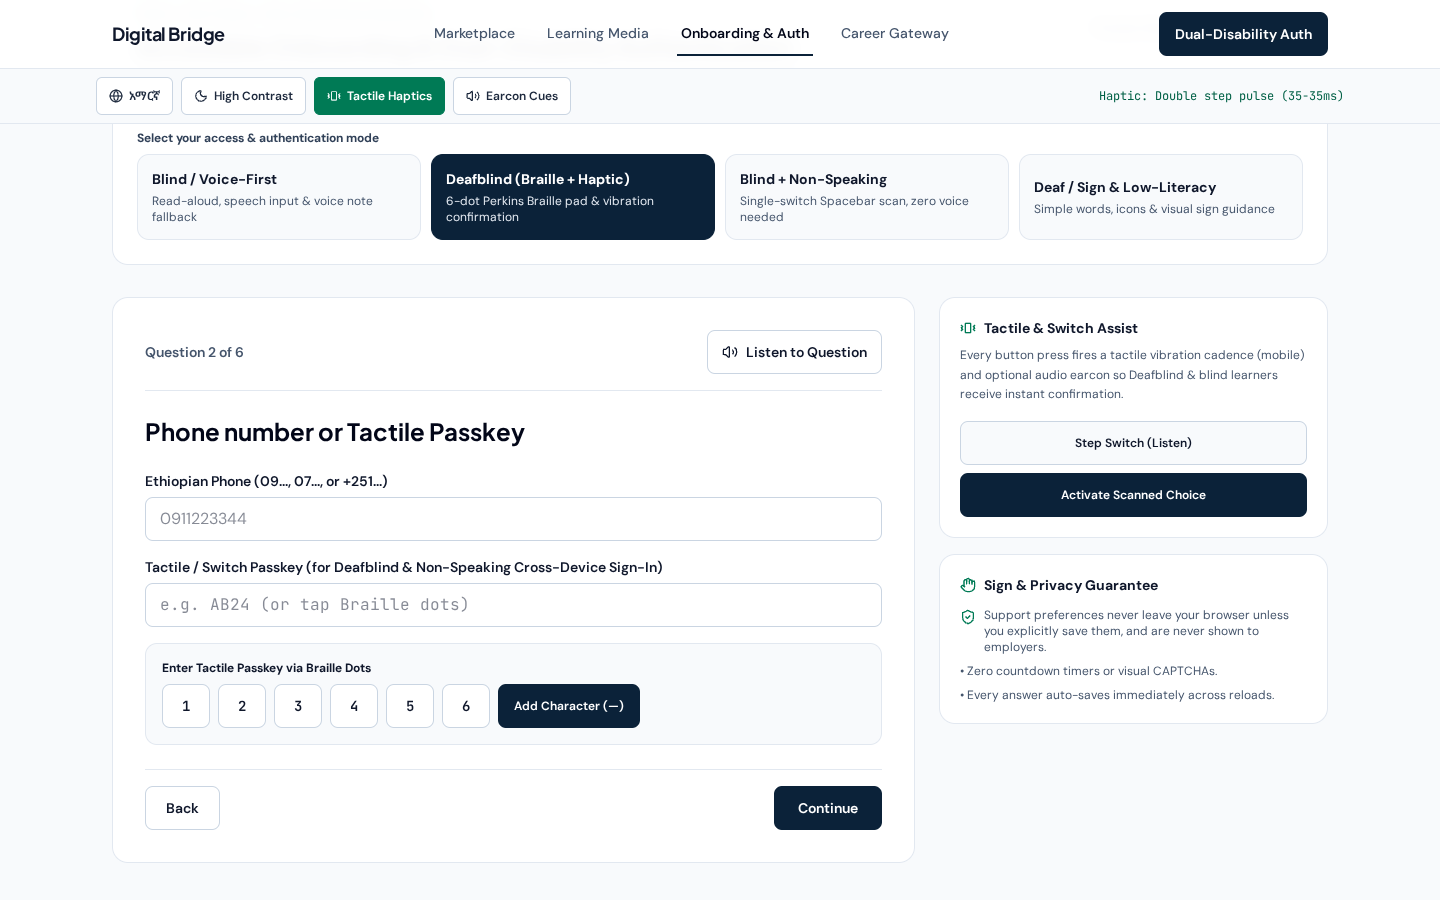 Digital Bridge
Marketplace
Learning Media
Onboarding & Auth
Career Gateway
Dual-Disability Auth
አማርኛ
High Contrast
Tactile Haptics
Earcon Cues
Haptic: Double step pulse (35-35ms)
Select your access & authentication mode
Blind / Voice-First
Read-aloud, speech input & voice note
fallback
Deafblind (Braille + Haptic)
6-dot Perkins Braille pad & vibration
confirmation
Blind + Non-Speaking
Single-switch Spacebar scan, zero voice
needed
Deaf / Sign & Low-Literacy
Simple words, icons & visual sign guidance
Question 2 of 6
Listen to Question
Phone number or Tactile Passkey
Ethiopian Phone (09..., 07..., or +251...)
0911223344
Tactile / Switch Passkey (for Deafblind & Non-Speaking Cross-Device Sign-In)
e.g. AB24 (or tap Braille dots)
Enter Tactile Passkey via Braille Dots
1
2
3
4
5
6
Add Character (—)
Back
Continue
Tactile & Switch Assist
Every button press fires a tactile vibration cadence (mobile)
and optional audio earcon so Deafblind & blind learners
receive instant confirmation.
Step Switch (Listen)
Activate Scanned Choice
Sign & Privacy Guarantee
Support preferences never leave your browser unless
you explicitly save them, and are never shown to
employers.
• Zero countdown timers or visual CAPTCHAs.
• Every answer auto-saves immediately across reloads.